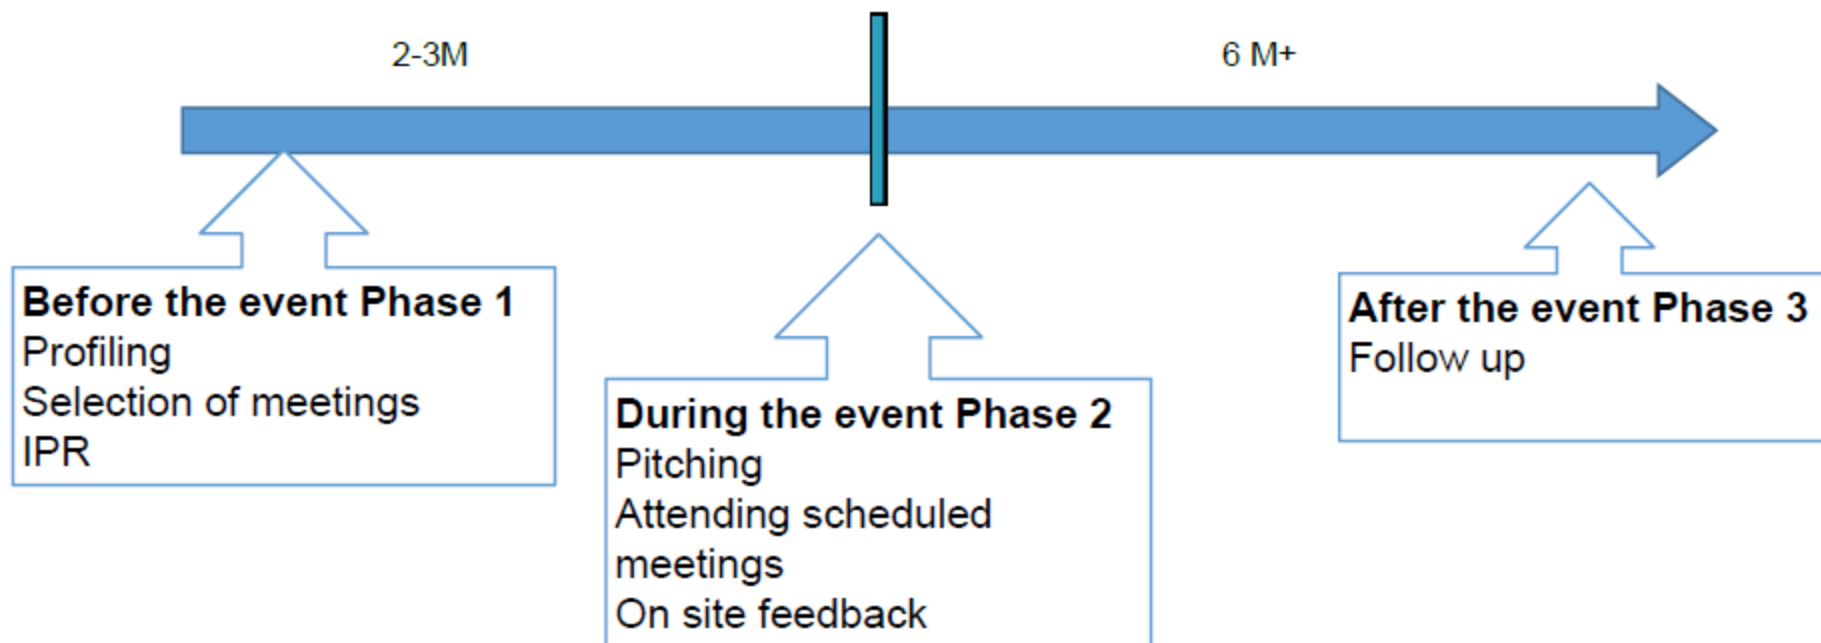 2-3M
6 M+
Before the event Phase 1
Profiling
Selection of meetings
IPR
During the event Phase 2
Pitching
Attending scheduled
meetings
On site feedback
After the event Phase 3
Follow up